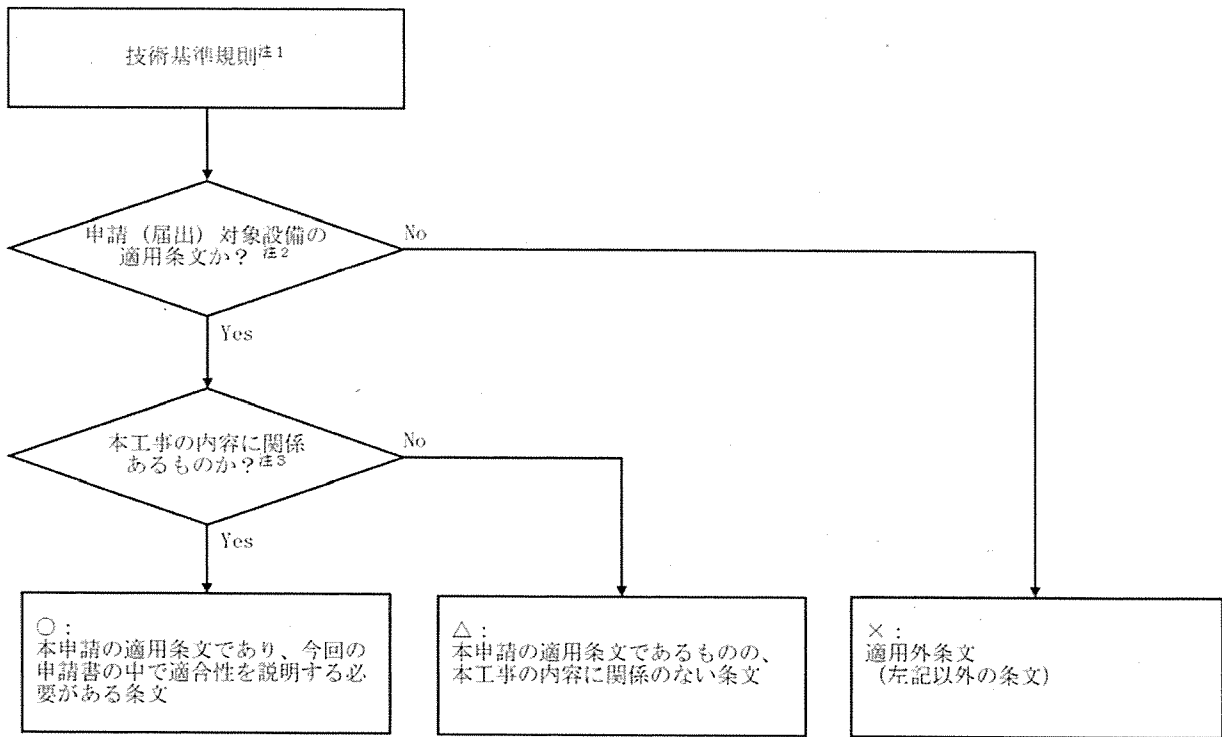 技術基準規則注1
申請（届出）対象設備の
適用条文か？注2
No
Yes
本工事の内容に関係
あるものか？注3
No
Yes
○：
本申請の適用条文であり、今回の
申請書の中で適合性を説明する必
要がある条文
△：
本申請の適用条文であるものの、
本工事の内容に関係のない条文
×：
適用外条文
（左記以外の条文）